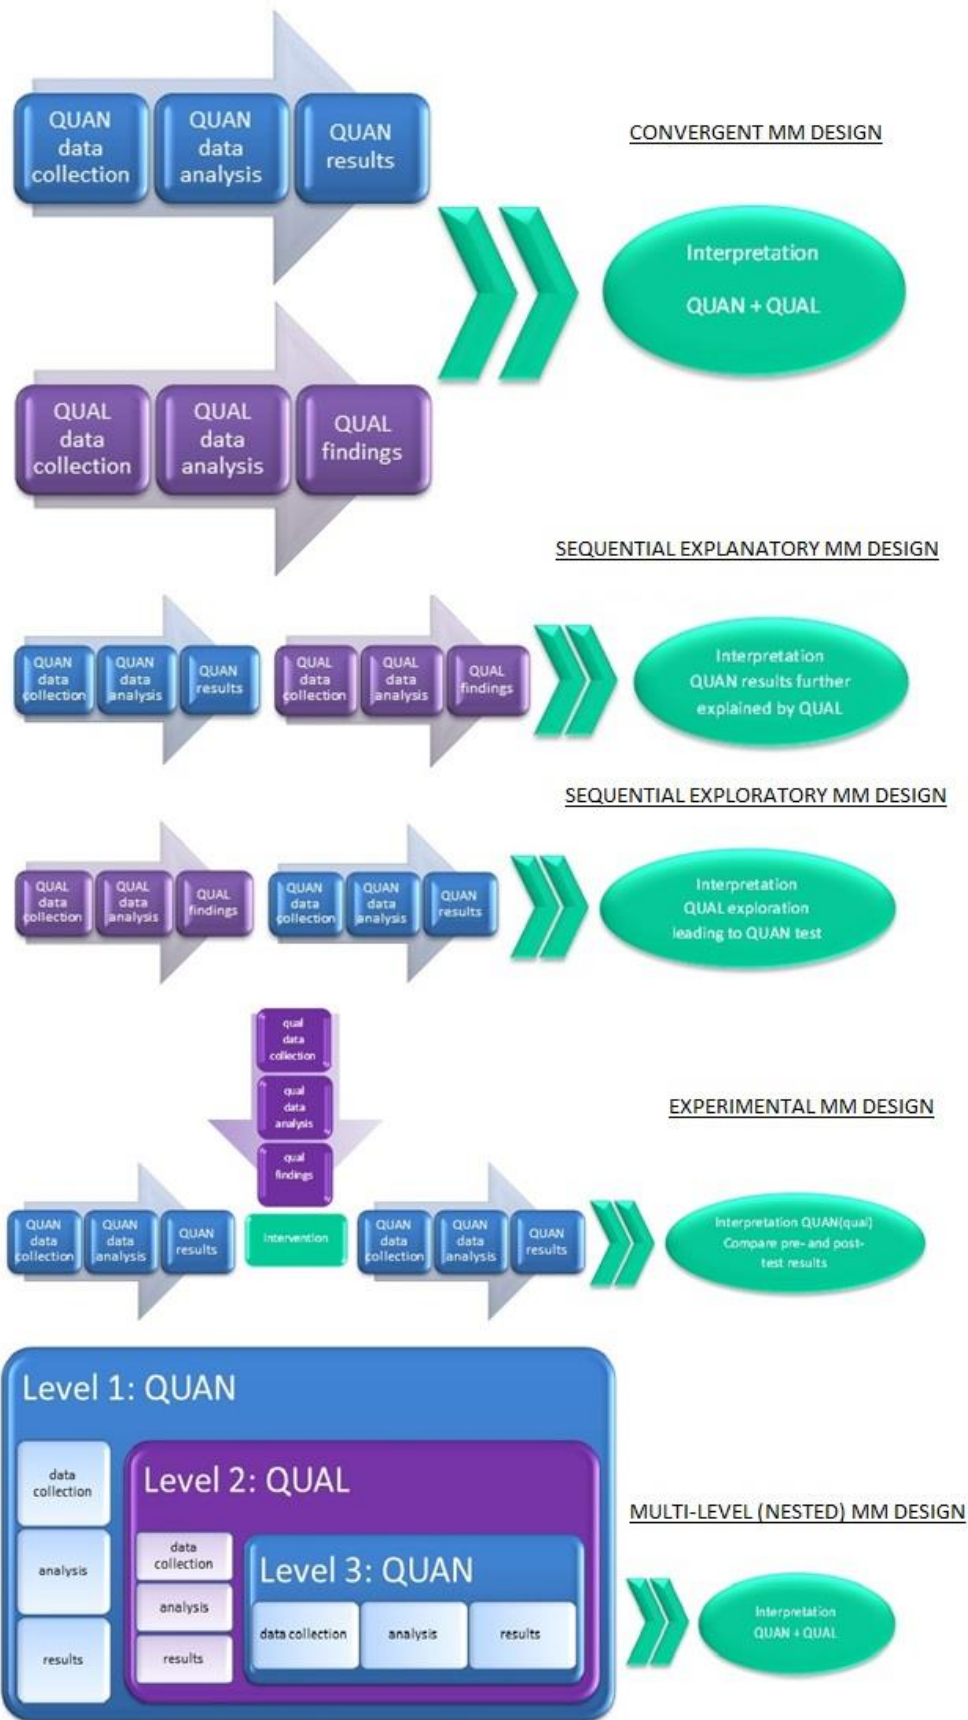 QUAN
data
collection
QUAN
data
analysis
QUAN
results
CONVERGENT MM DESIGN
Interpretation
QUAN + QUAL
QUAL
data
collection
QUAL
data
analysis
QUAL
findings
SEQUENTIAL EXPLANATORY MM DESIGN
QUAN
data
collection
QUAN
data
analysis
QUAN
results
QUAL
data
collection
QUAL
data
analysis
QUAL
findings
Interpretation
QUAN results further
explained by QUAL
SEQUENTIAL EXPLORATORY MM DESIGN
QUAL
data
collection
QUAL
data
analysis
QUAL
findings
QUAN
data
collection
QUAN
data
analysis
QUAN
results
Interpretation
QUAL exploration
leading to QUAN test
qual
data
collection
qual
data
analysis
qual
findings
EXPERIMENTAL MM DESIGN
QUAN
data
collection
QUAN
data
analysis
QUAN
results
Intervention
QUAN
data
collection
QUAN
data
analysis
QUAN
results
Interpretation QUAN(qual)
Compare pre- and post-
test results
Level 1: QUAN
data
collection
analysis
results
Level 2: QUAL
data
collection
analysis
results
Level 3: QUAN
data collection
analysis
results
MULTI-LEVEL (NESTED) MM DESIGN
Interpretation
QUAN + QUAL